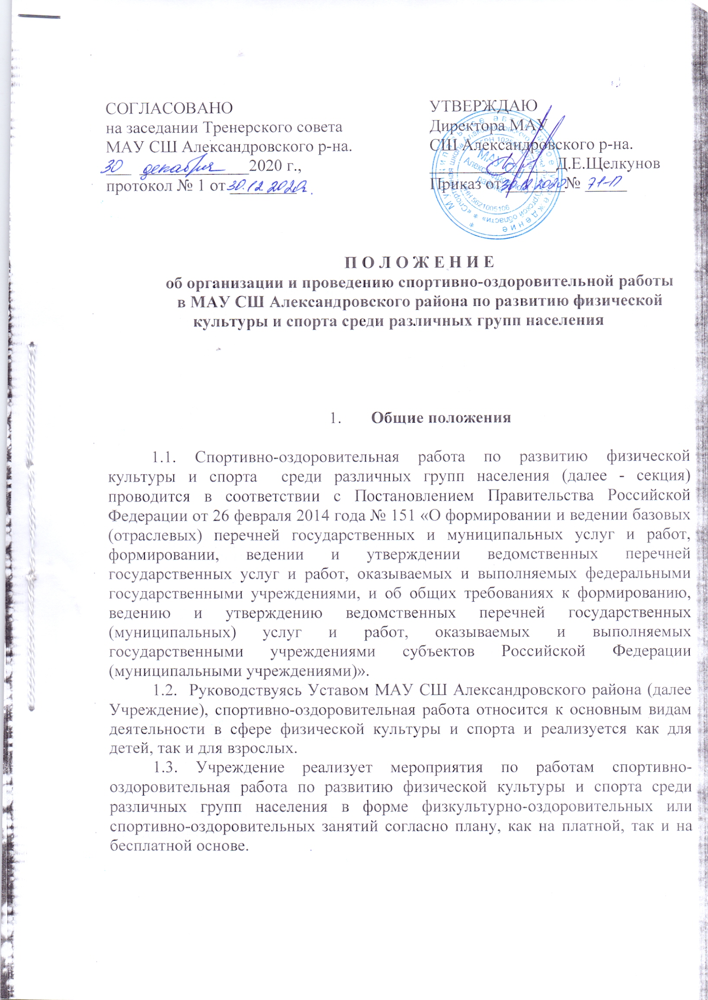 СОГЛАСОВАНО
на заседании Тренерского совета
МАУ СШ Александровского р-на.
30 декабря 2020 г.,
протокол № 1 от 30.12.2020г.
УТВЕРЖДАЮ
Директора МАУ
СШ Александровского р-на.
Д.Е.Щелкунов
Приказ от 30.12.2020 № 71-П
Муниципальное автономное учреждение
МАУ СШ
Александровского
района
ИНН 5621005106
П О Л О Ж Е Н И Е
об организации и проведению спортивно-оздоровительной работы
в МАУ СШ Александровского района по развитию физической
культуры и спорта среди различных групп населения
1. Общие положения
1.1. Спортивно-оздоровительная работа по развитию физической
культуры и спорта среди различных групп населения (далее - секция)
проводится в соответствии с Постановлением Правительства Российской
Федерации от 26 февраля 2014 года № 151 «О формировании и ведении базовых
(отраслевых) перечней государственных и муниципальных услуг и работ,
формировании, ведении и утверждении ведомственных перечней
государственных услуг и работ, оказываемых и выполняемых федеральными
государственными учреждениями, и об общих требованиях к формированию,
ведению и утверждению ведомственных перечней государственных
(муниципальных) услуг и работ, оказываемых и выполняемых
государственными учреждениями субъектов Российской Федерации
(муниципальными учреждениями)».
1.2. Руководствуясь Уставом МАУ СШ Александровского района (далее
Учреждение), спортивно-оздоровительная работа относится к основным видам
деятельности в сфере физической культуры и спорта и реализуется как для
детей, так и для взрослых.
1.3. Учреждение реализует мероприятия по работам спортивно-
оздоровительная работа по развитию физической культуры и спорта среди
различных групп населения в форме физкультурно-оздоровительных или
спортивно-оздоровительных занятий согласно плану, как на платной, так и на
бесплатной основе.